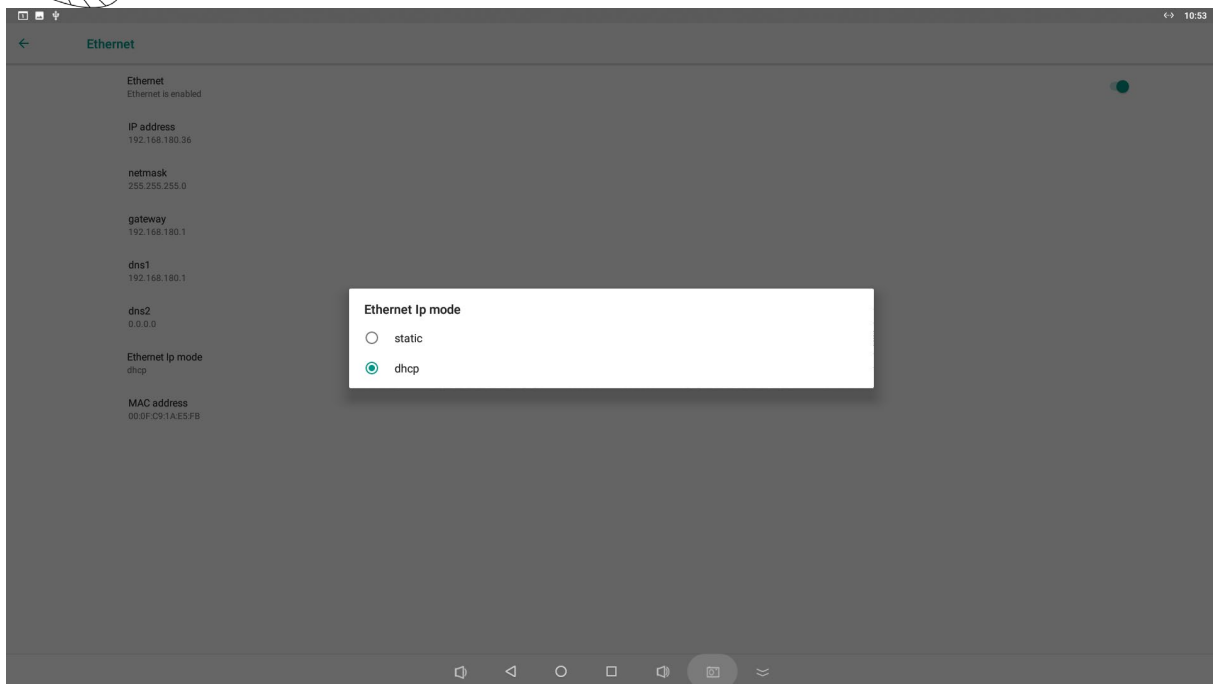 10:53
Ethernet
Ethernet
Ethernet is enabled
IP address
192.168.180.36
netmask
255.255.255.0
gateway
192.168.180.1
dns1
192.168.180.1
dns2
0.0.0.0
Ethernet Ip mode
static
dhcp
Ethernet Ip mode
dhcp
MAC address
00:0F:C9:1A:E5:FB